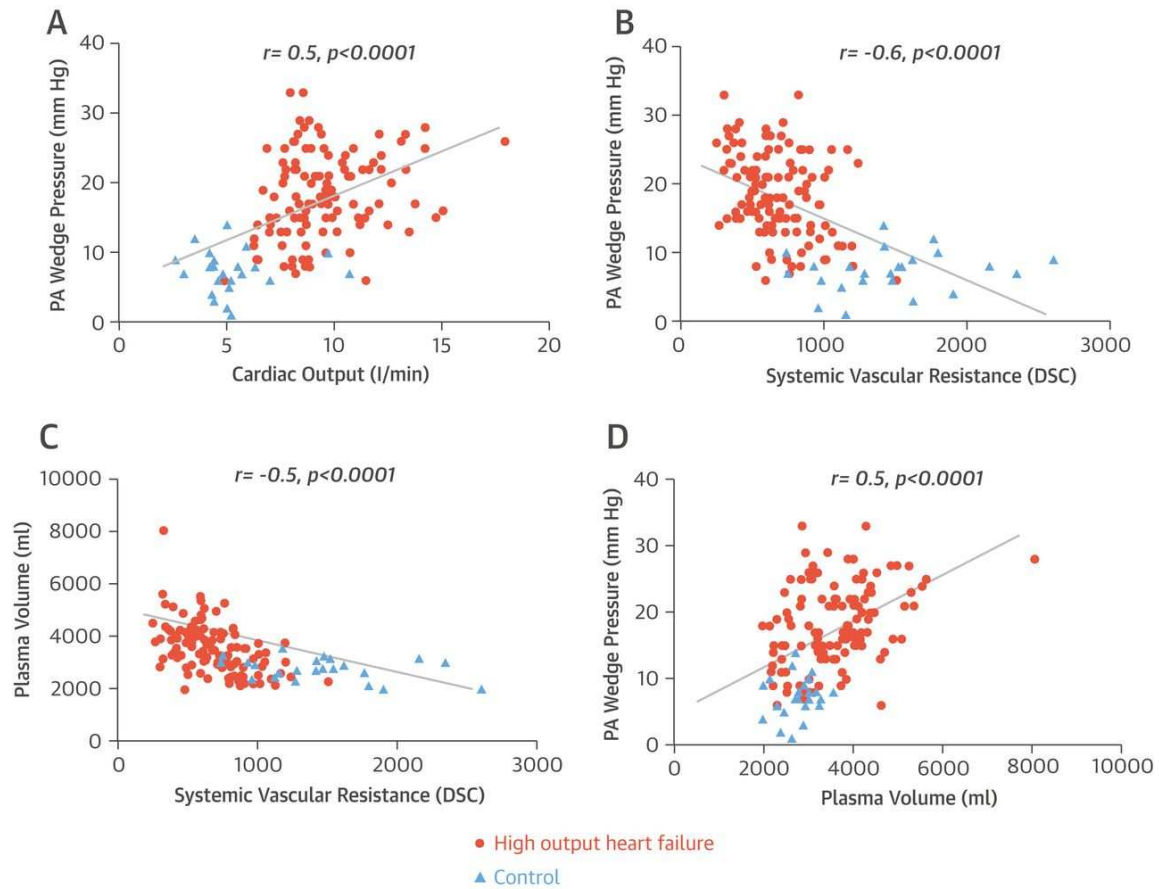 A
r= 0.5, p<0.0001
PA Wedge Pressure (mm Hg)
40
30
20
10
0
0 5 10 15 20
Cardiac Output (l/min)
B
r= -0.6, p<0.0001
PA Wedge Pressure (mm Hg)
40
30
20
10
0
0 1000 2000 3000
Systemic Vascular Resistance (DSC)
C
r= -0.5, p<0.0001
Plasma Volume (ml)
10000
8000
6000
4000
2000
0
0 1000 2000 3000
Systemic Vascular Resistance (DSC)
D
r= 0.5, p<0.0001
PA Wedge Pressure (mm Hg)
40
30
20
10
0
0 2000 4000 6000 8000 10000
Plasma Volume (ml)
High output heart failure
Control